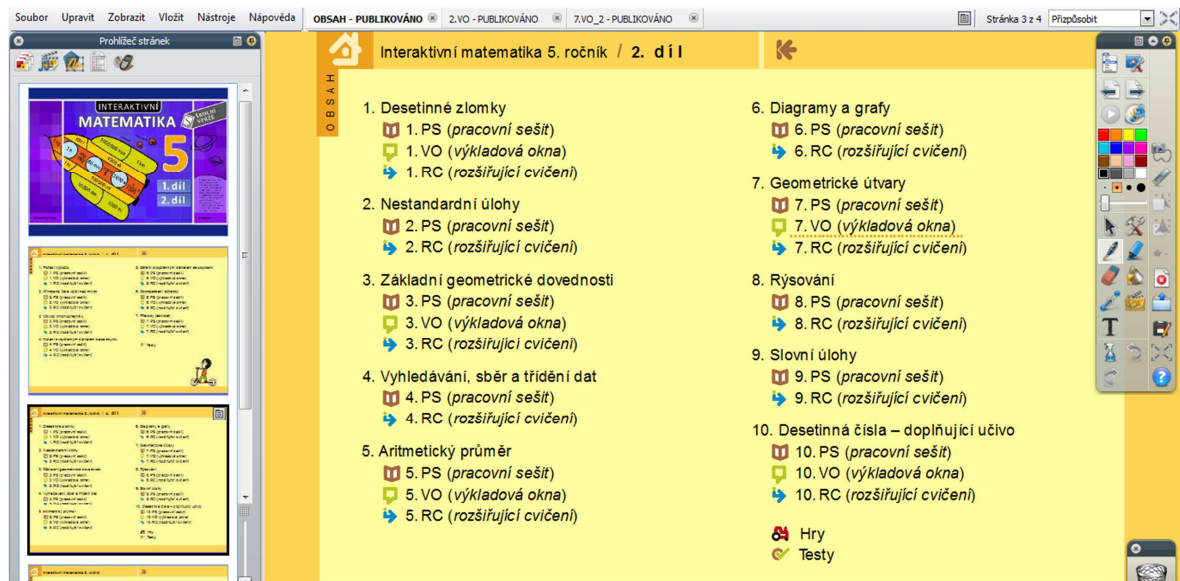 Soubor Upravit Zobrazit Vložit Nástroje Nápověda
OBSAH - PUBLIKOVÁNO
2.VO - PUBLIKOVÁNO
7.VO_2 - PUBLIKOVÁNO
Stránka 3 z 4
Přizpůsobit
Prohlížeč stránek
INTERAKTIVNÍ
MATEMATIKA
ŠKOLNÍ VERZE
5
1. díl
2. díl
OBSAH
Interaktivní matematika 5. ročník / 2. díl
1. Desetinné zlomky
1. PS (pracovní sešit)
1. VO (výkladová okna)
1. RC (rozšiřující cvičení)
2. Nestandardní úlohy
2. PS (pracovní sešit)
2. RC (rozšiřující cvičení)
3. Základní geometrické dovednosti
3. PS (pracovní sešit)
3. VO (výkladová okna)
3. RC (rozšiřující cvičení)
4. Vyhledávání, sběr a třídění dat
4. PS (pracovní sešit)
4. RC (rozšiřující cvičení)
5. Aritmetický průměr
5. PS (pracovní sešit)
5. VO (výkladová okna)
5. RC (rozšiřující cvičení)
6. Diagramy a grafy
6. PS (pracovní sešit)
6. RC (rozšiřující cvičení)
7. Geometrické útvary
7. PS (pracovní sešit)
7. VO (výkladová okna)
7. RC (rozšiřující cvičení)
8. Rýsování
8. PS (pracovní sešit)
8. RC (rozšiřující cvičení)
9. Slovní úlohy
9. PS (pracovní sešit)
9. RC (rozšiřující cvičení)
10. Desetinná čísla – doplňující učivo
10. PS (pracovní sešit)
10. VO (výkladová okna)
10. RC (rozšiřující cvičení)
Hry
Testy